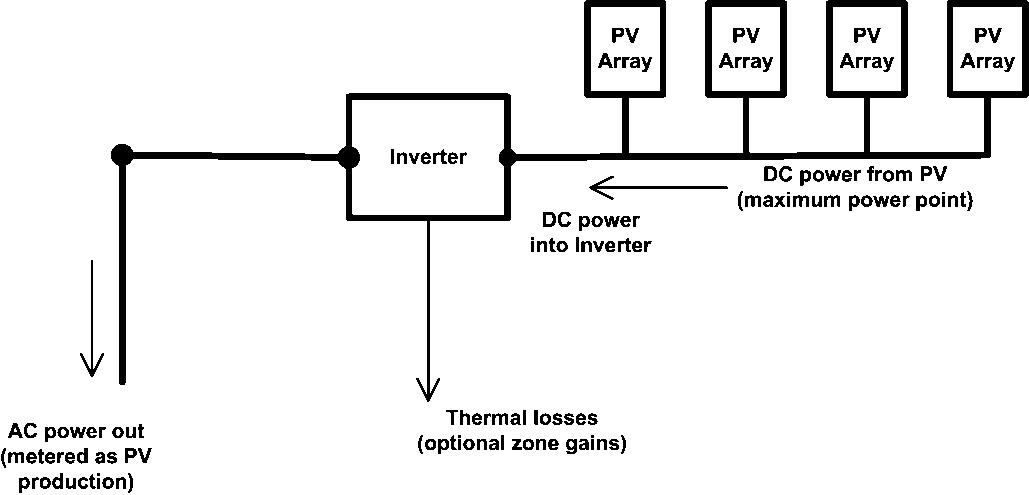 PV
Array
PV
Array
PV
Array
PV
Array
Inverter
DC power from PV
(maximum power point)
DC power
into Inverter
Thermal losses
(optional zone gains)
AC power out
(metered as PV
production)